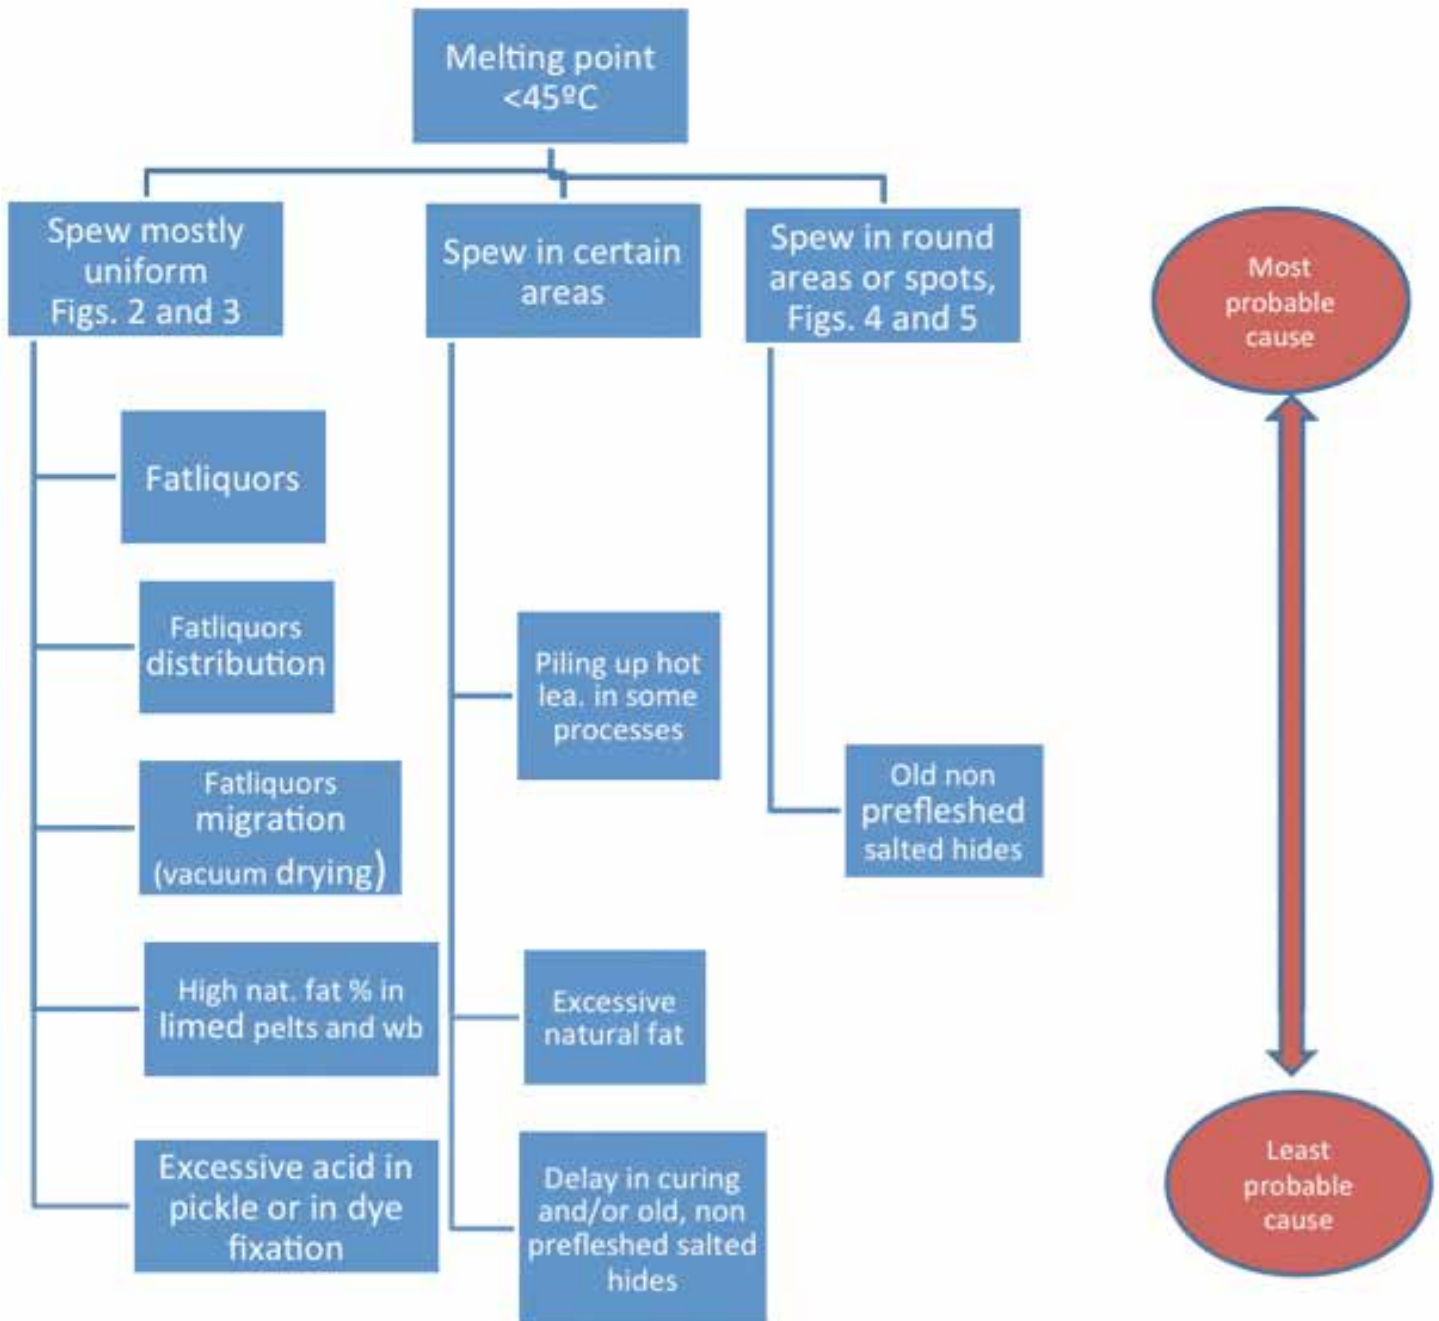 Melting point
<45ºC
Spew mostly
uniform
Figs. 2 and 3
Spew in certain
areas
Spew in round
areas or spots,
Figs. 4 and 5
Most
probable
cause
Fatliquors
Fatliquors
distribution
Piling up hot
lea. in some
processes
Fatliquors
migration
(vacuum drying)
Old non
prefleshed
salted hides
High nat. fat % in
limed pelts and wb
Excessive
natural fat
Excessive acid in
pickle or in dye
fixation
Delay in curing
and/or old, non
prefleshed salted
hides
Least
probable
cause